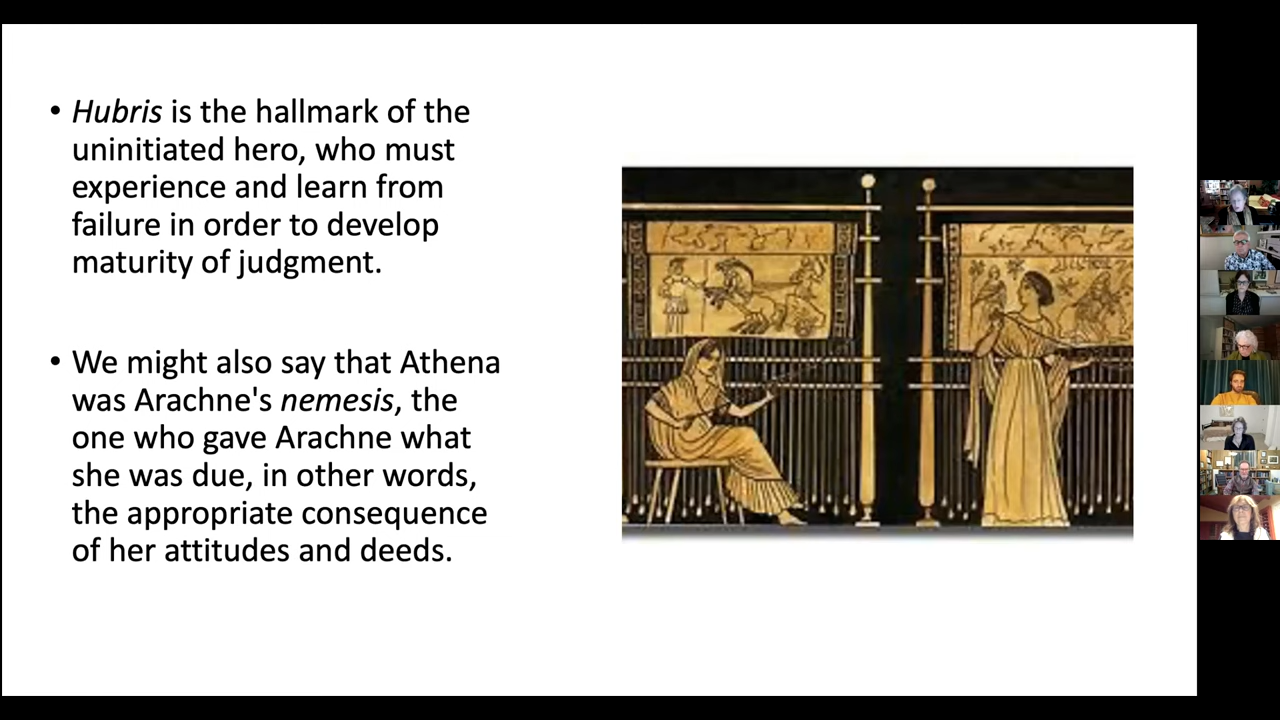 • Hubris is the hallmark of the
uninitiated hero, who must
experience and learn from
failure in order to develop
maturity of judgment.
• We might also say that Athena
was Arachne's nemesis, the
one who gave Arachne what
she was due, in other words,
the appropriate consequence
of her attitudes and deeds.